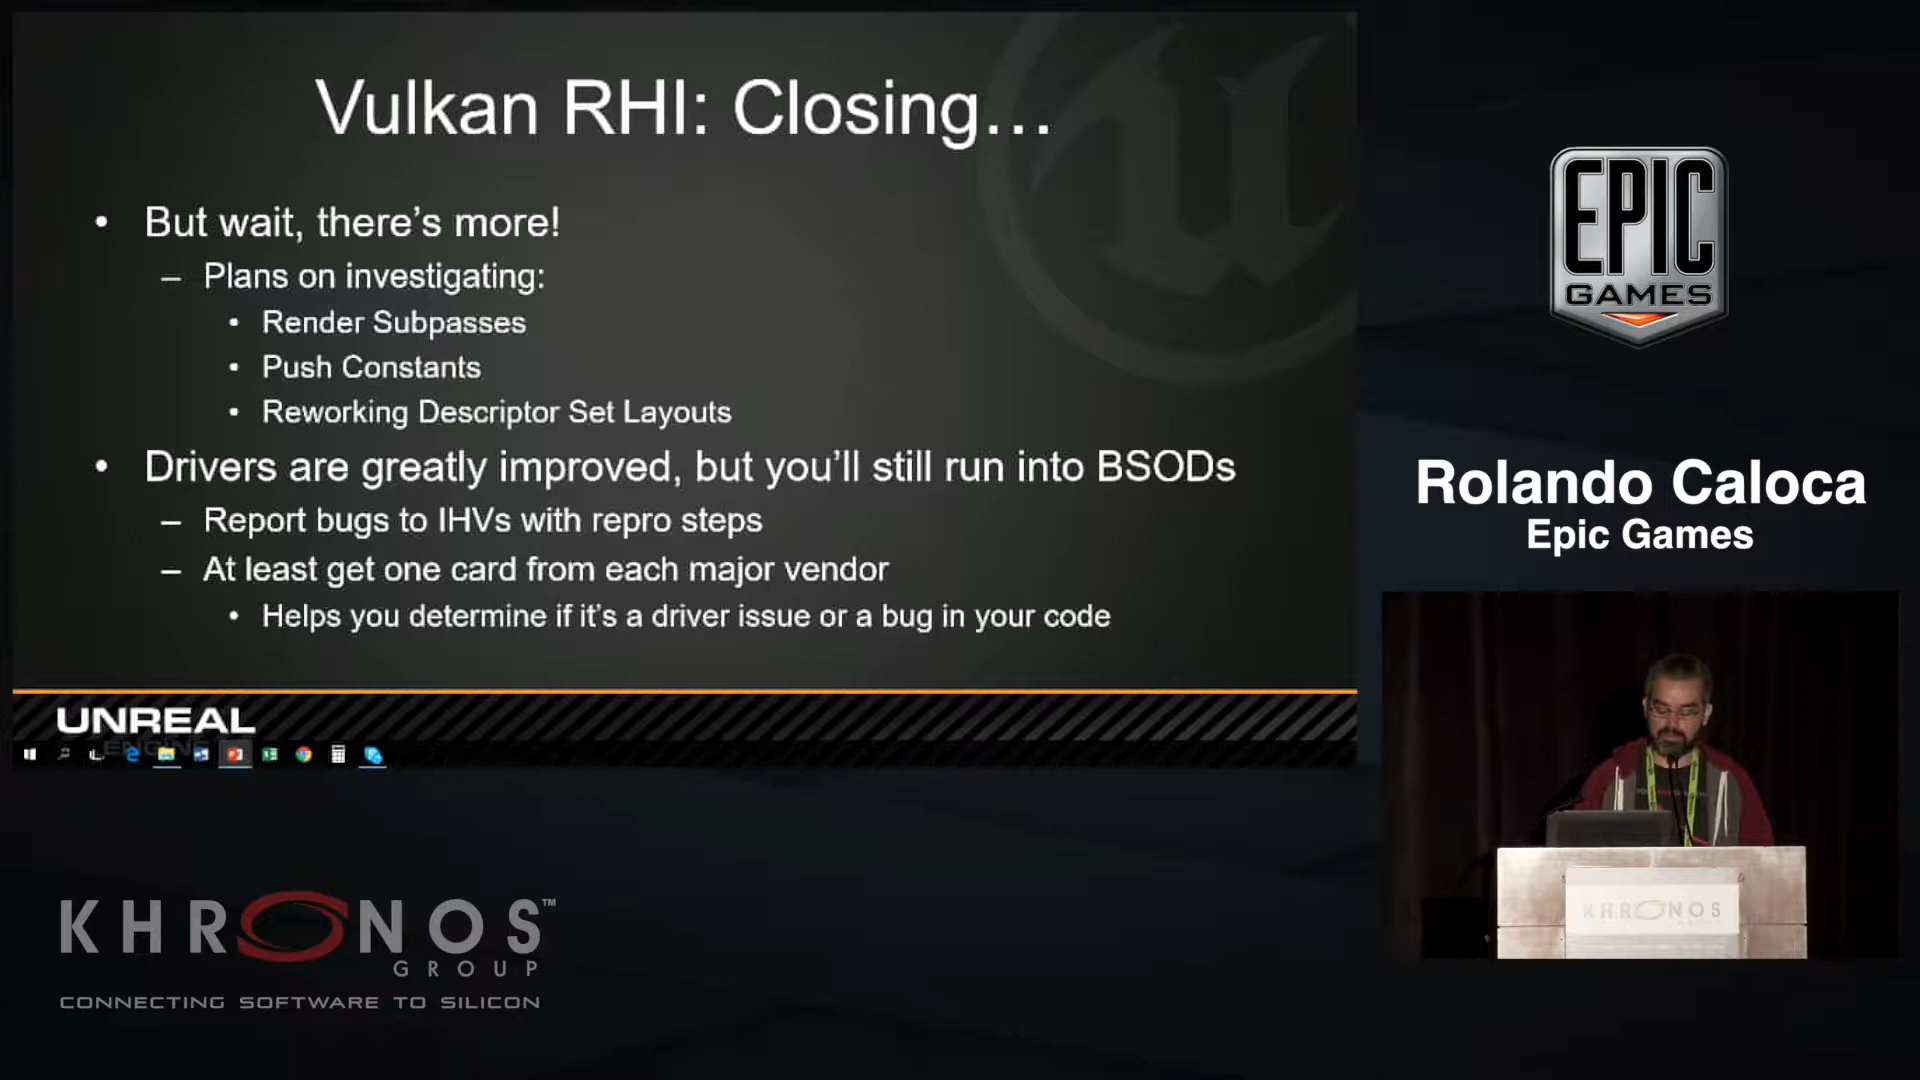 Vulkan RHI: Closing…
• But wait, there’s more!
– Plans on investigating:
• Render Subpasses
• Push Constants
• Reworking Descriptor Set Layouts
• Drivers are greatly improved, but you’ll still run into BSODs
– Report bugs to IHVs with repro steps
– At least get one card from each major vendor
• Helps you determine if it’s a driver issue or a bug in your code
UNREAL
ENGINE
EPIC
GAMES
Rolando Caloca
Epic Games
KHRONOS
KHRONOS™
GROUP
CONNECTING SOFTWARE TO SILICON